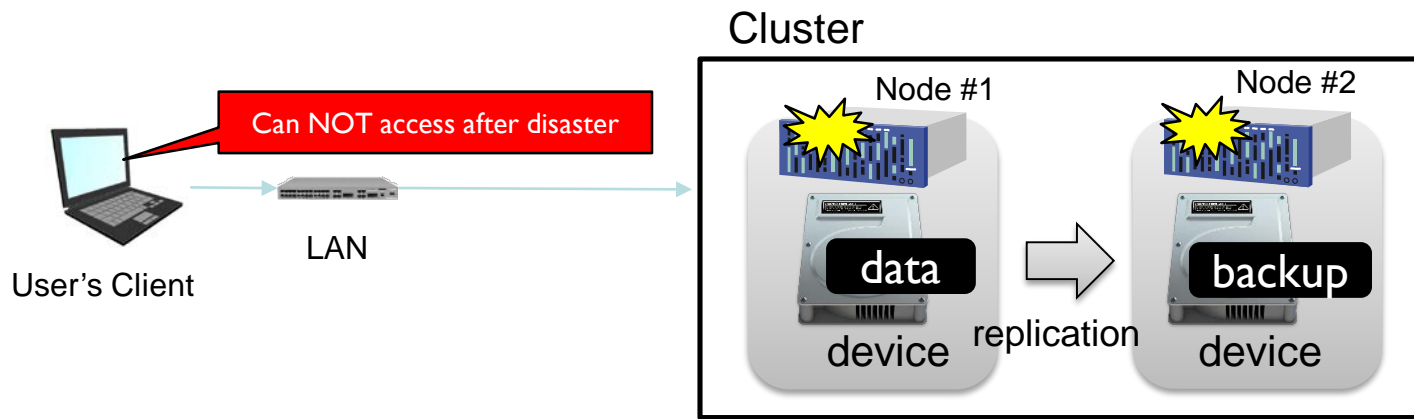 Cluster
Node #1
Node #2
Can NOT access after disaster
LAN
User's Client
data
backup
replication
device
device